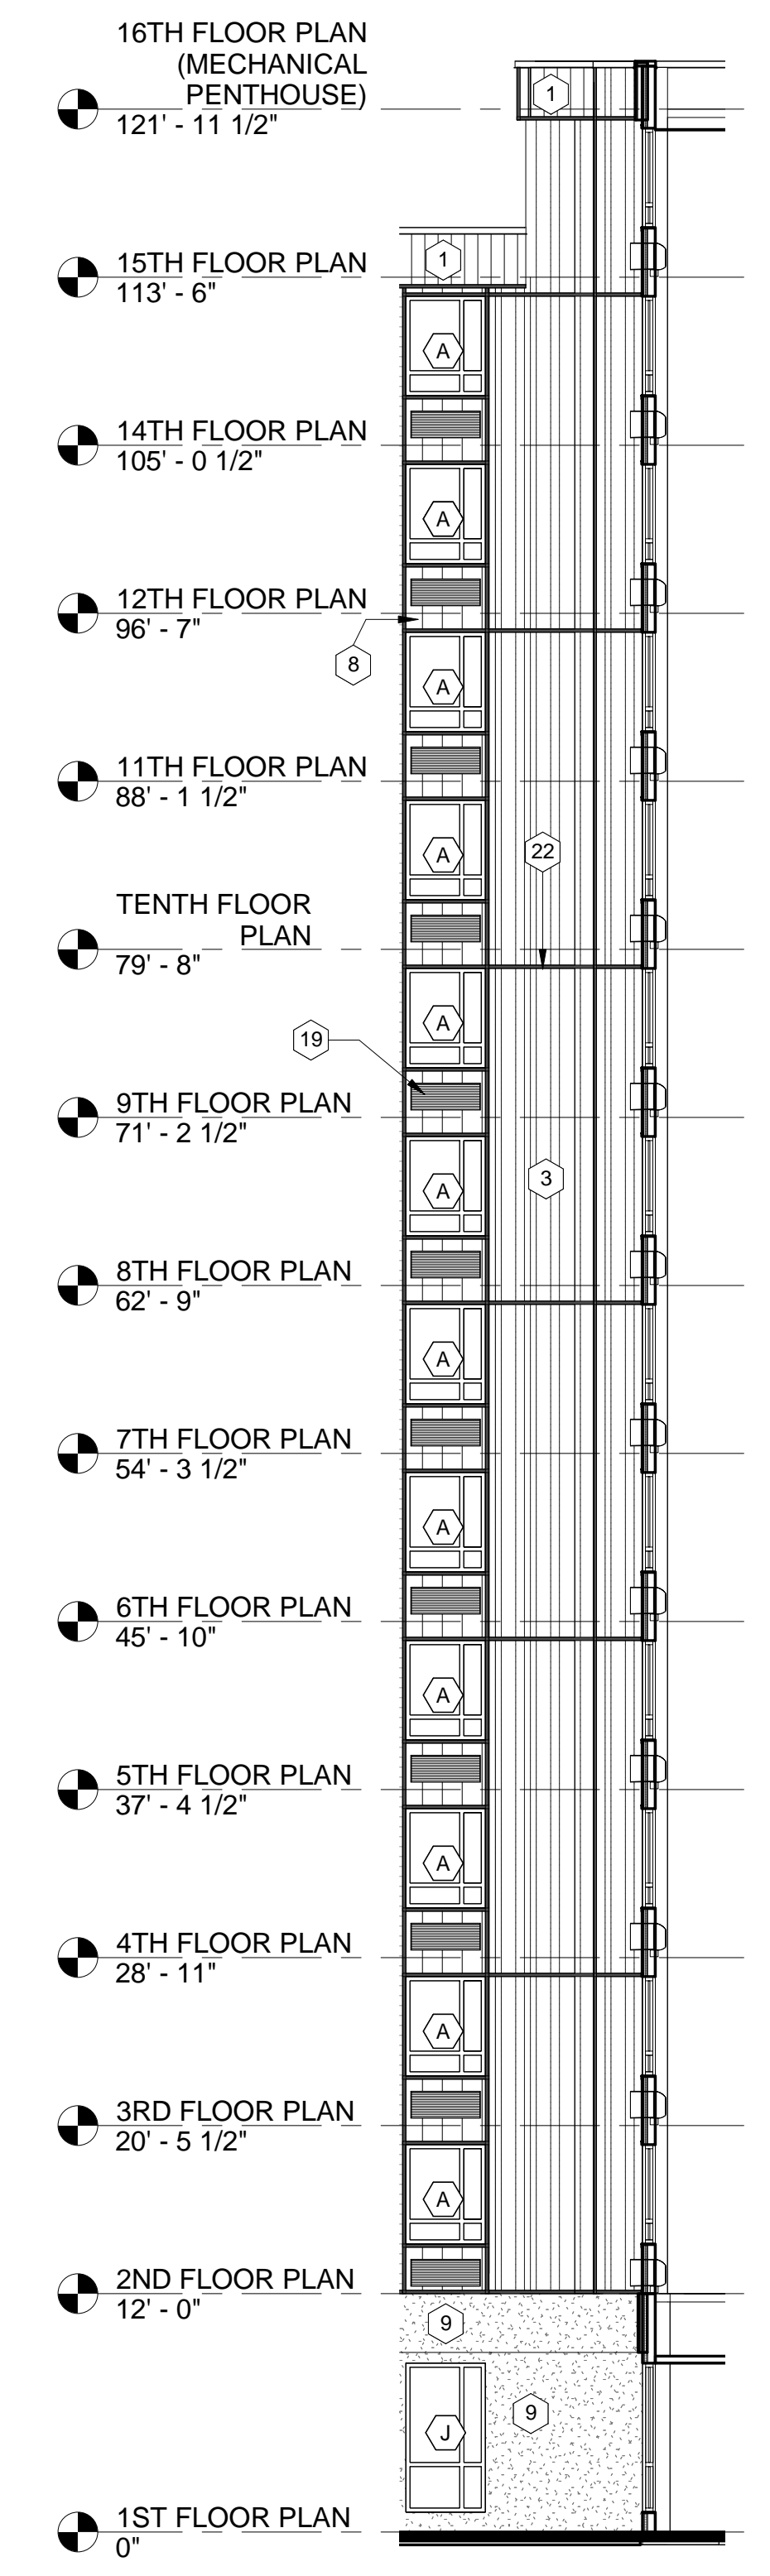 16TH FLOOR PLAN
(MECHANICAL
PENTHOUSE)
121' - 11 1/2"
1
15TH FLOOR PLAN
113' - 6"
1
A
14TH FLOOR PLAN
105' - 0 1/2"
A
12TH FLOOR PLAN
96' - 7"
8
A
11TH FLOOR PLAN
88' - 1 1/2"
22
A
TENTH FLOOR
PLAN
79' - 8"
A
19
9TH FLOOR PLAN
71' - 2 1/2"
3
A
8TH FLOOR PLAN
62' - 9"
A
7TH FLOOR PLAN
54' - 3 1/2"
A
6TH FLOOR PLAN
45' - 10"
A
5TH FLOOR PLAN
37' - 4 1/2"
A
4TH FLOOR PLAN
28' - 11"
A
3RD FLOOR PLAN
20' - 5 1/2"
A
2ND FLOOR PLAN
12' - 0"
9
9
J
1ST FLOOR PLAN
0"